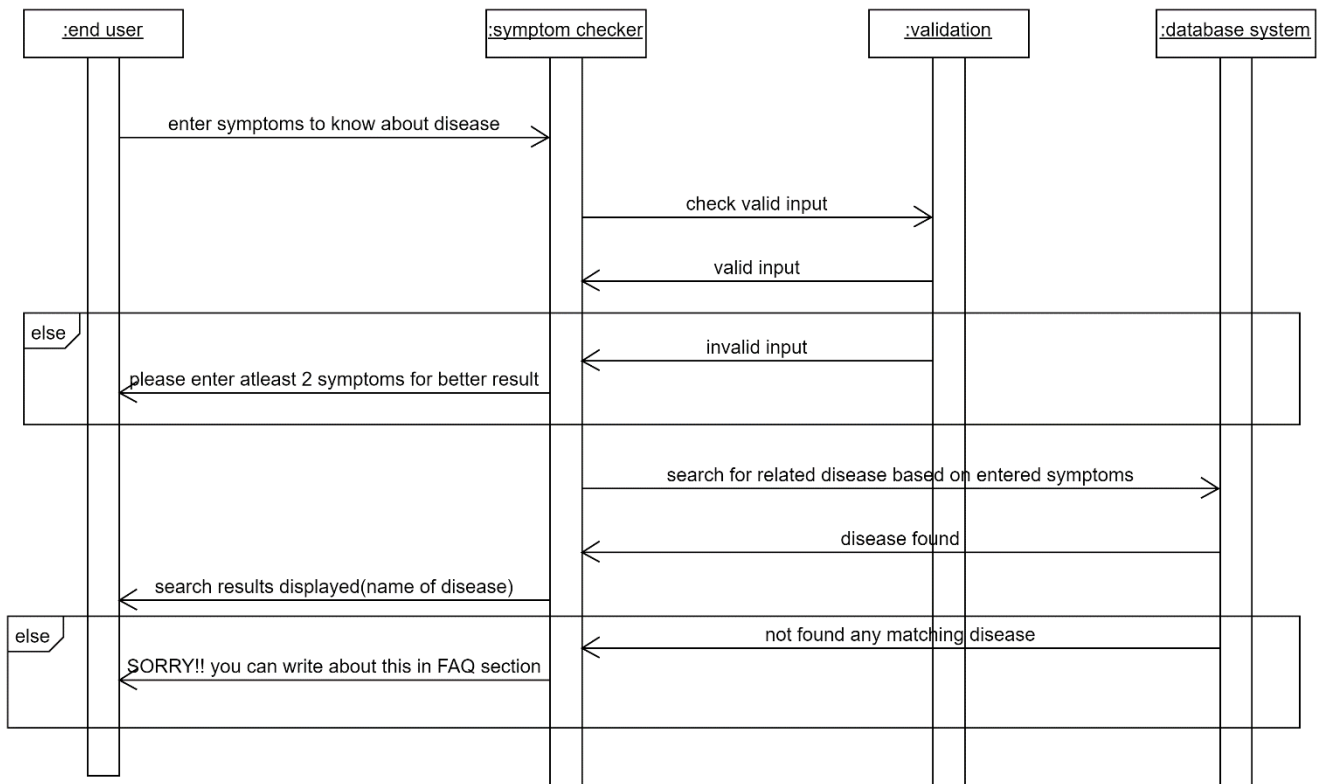 :end user
:symptom checker
:validation
:database system
enter symptoms to know about disease
check valid input
valid input
else
invalid input
please enter atleast 2 symptoms for better result
search for related disease based on entered symptoms
disease found
search results displayed(name of disease)
else
not found any matching disease
SORRY!! you can write about this in FAQ section